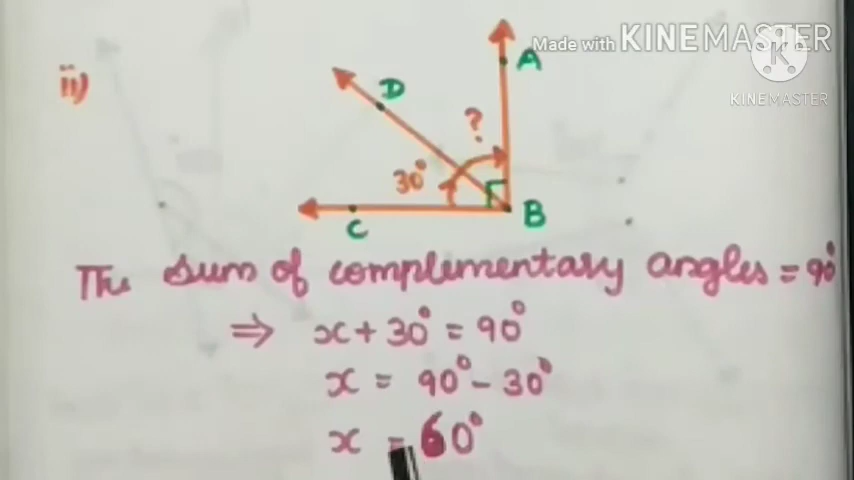 Made with KINEMASTER
K
KINEMASTER
ii)
A
D
?
30°
C
B
The sum of complementary angles = 90°
⇒ x + 30° = 90°
x = 90° - 30°
x = 60°